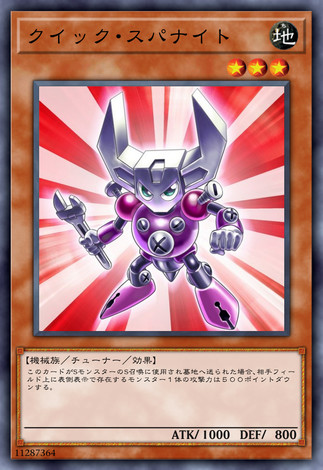 クイック・スパナイト
地
【機械族／チューナー／効果】
このカードがSモンスターのS召喚に使用され墓地へ送られた場合、相手フィ
ールド上に表側表示で存在するモンスター1体の攻撃力は500ポイントダウ
ンする。
ATK/ 1000 DEF/ 800
11287364